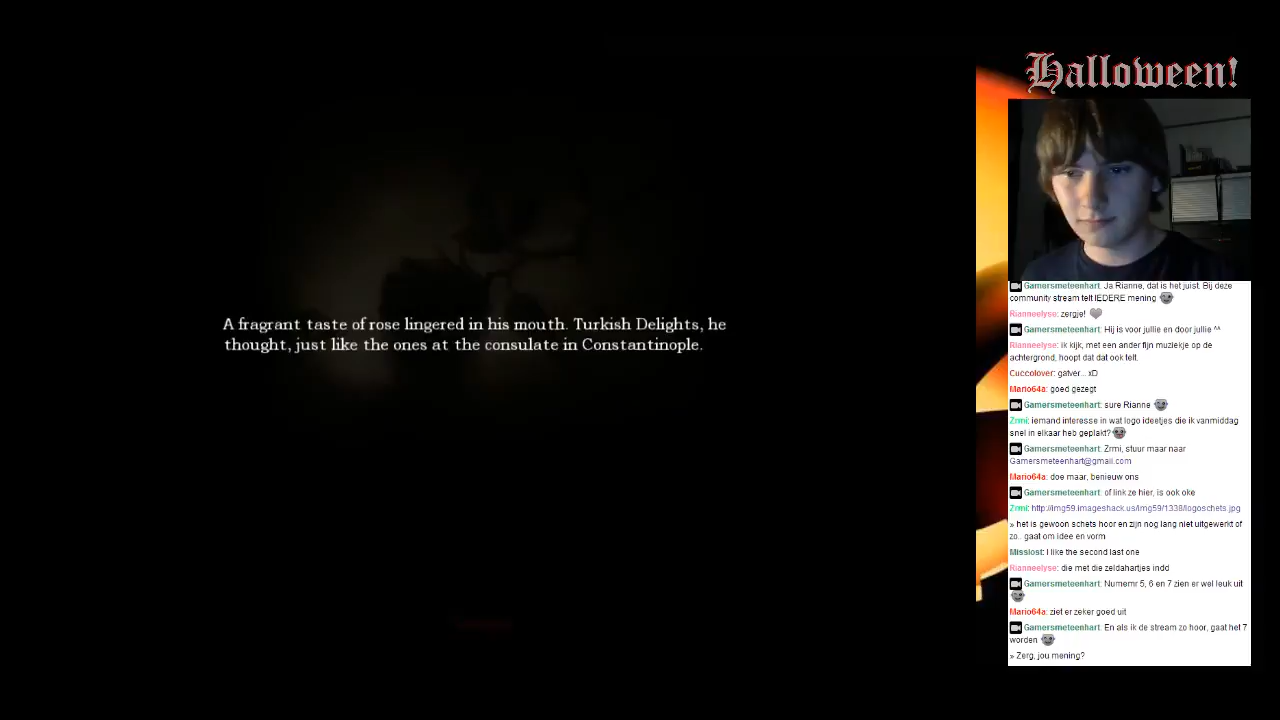 Halloween!
A fragrant taste of rose lingered in his mouth. Turkish Delights, he
thought, just like the ones at the consulate in Constantinople.
Gamersmeteenhart: Ja Rianne, dat is het juist. Bij deze
community stream telt IEDERE mening
Rianneelyse: zergje!
Gamersmeteenhart: Hij is voor jullie en door jullie ^^
Rianneelyse: ik kijk, met een ander fijn muziekje op de
achtergrond, hoopt dat dat ook telt.
Cuccolover: gatver... xD
Mario64a: goed gezegt
Gamersmeteenhart: sure Rianne
Zrmi: iemand interesse in wat logo ideetjes die ik vanmiddag
snel in elkaar heb geplakt?
Gamersmeteenhart: Zrmi, stuur maar naar
Gamersmeteenhart@gmail.com
Mario64a: doe maar, benieuw ons
Gamersmeteenhart: of link ze hier, is ook oke
Zrmi: http://img59.imageshack.us/img59/1338/logoschets.jpg
» het is gewoon schets hoor en zijn nog lang niet uitgewerkt of
zo.. gaat om idee en vorm
Misslost: I like the second last one
Rianneelyse: die met die zeldahartjes indd
Gamersmeteenhart: Numemr 5, 6 en 7 zien er wel leuk uit
Mario64a: ziet er zeker goed uit
Gamersmeteenhart: En als ik de stream zo hoor, gaat het 7
worden
» Zerg, jou mening?